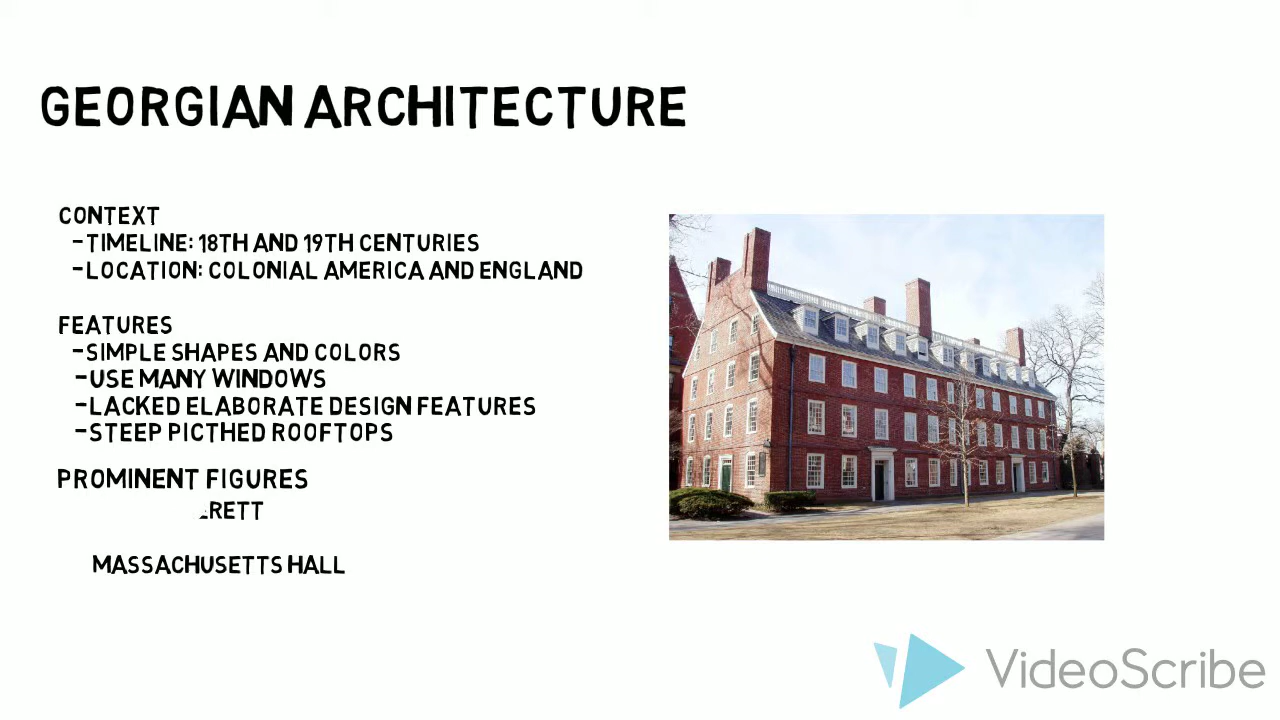 GEORGIAN ARCHITECTURE
CONTEXT
-TIMELINE: 18TH AND 19TH CENTURIES
-LOCATION: COLONIAL AMERICA AND ENGLAND
FEATURES
-SIMPLE SHAPES AND COLORS
-USE MANY WINDOWS
-LACKED ELABORATE DESIGN FEATURES
-STEEP PICTHED ROOFTOPS
PROMINENT FIGURES
RETT
MASSACHUSETTS HALL
VideoScribe